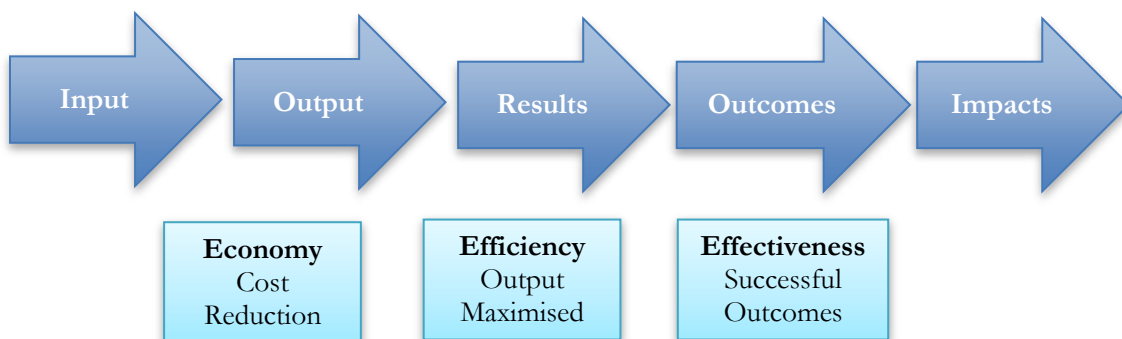 Input
Output
Results
Outcomes
Impacts
Economy
Cost
Reduction
Efficiency
Output
Maximised
Effectiveness
Successful
Outcomes